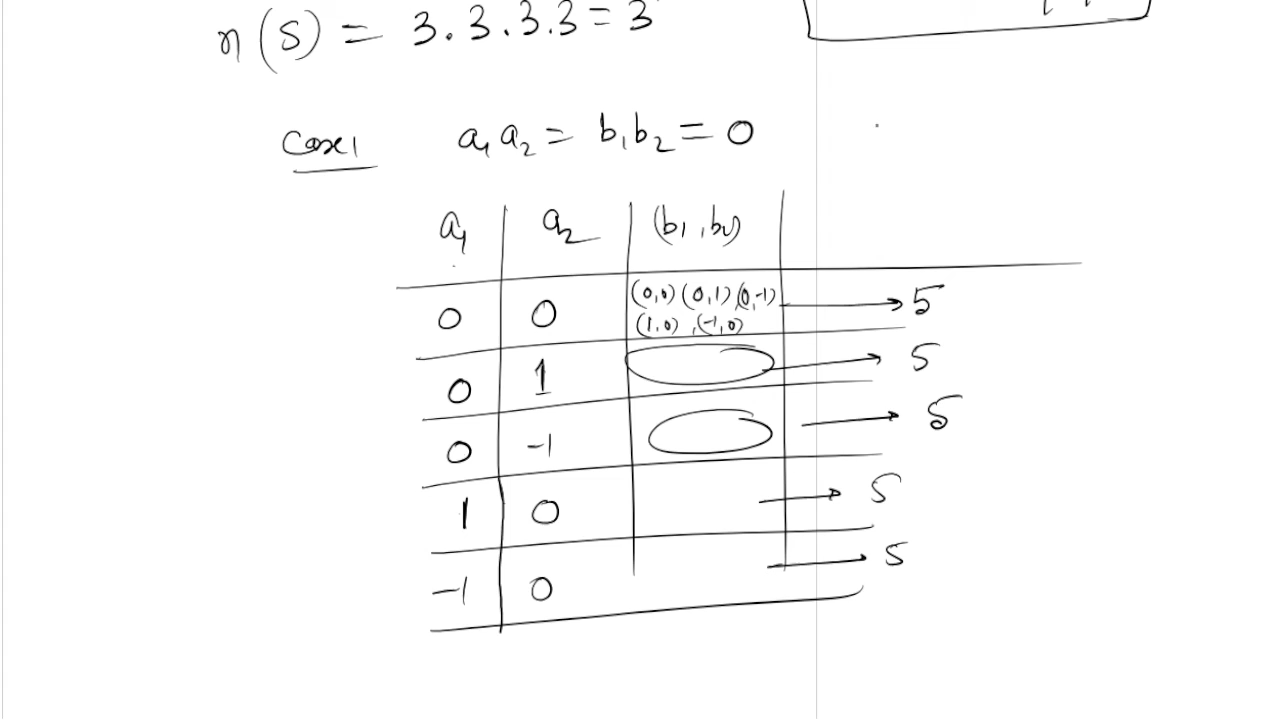 n(S) = 3.3.3.3 = 3
Case 1 a₁a₂ = b₁b₂ = 0
a₁ a₂ (b₁, b₂)
0 0 (0,0) (0,1) (0,-1) → 5
(1,0), (-1,0)
0 1 → 5
0 -1 → 5
1 0 → 5
-1 0 → 5